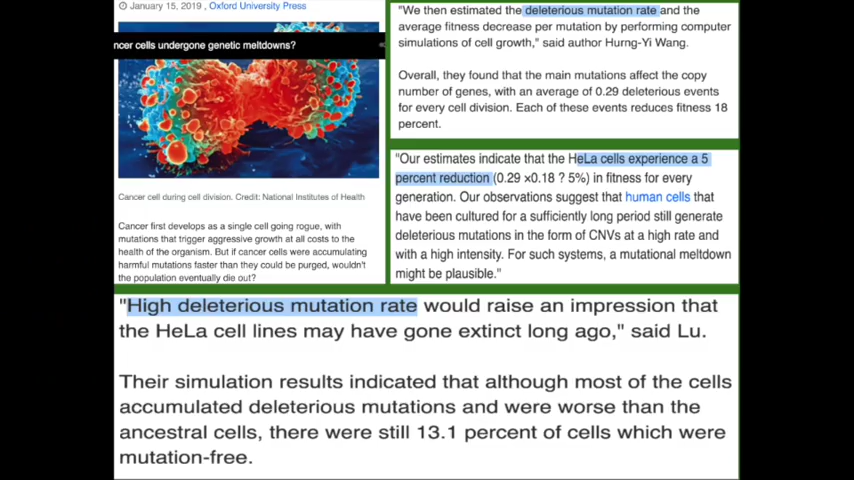 January 15, 2019 , Oxford University Press
ncer cells undergone genetic meltdowns?
Cancer cell during cell division. Credit: National Institutes of Health
Cancer first develops as a single cell going rogue, with
mutations that trigger aggressive growth at all costs to the
health of the organism. But if cancer cells were accumulating
harmful mutations faster than they could be purged, wouldn't
the population eventually die out?
"We then estimated the deleterious mutation rate and the
average fitness decrease per mutation by performing computer
simulations of cell growth," said author Hurng-Yi Wang.
Overall, they found that the main mutations affect the copy
number of genes, with an average of 0.29 deleterious events
for every cell division. Each of these events reduces fitness 18
percent.
"Our estimates indicate that the HeLa cells experience a 5
percent reduction (0.29 ×0.18 ? 5%) in fitness for every
generation. Our observations suggest that human cells that
have been cultured for a sufficiently long period still generate
deleterious mutations in the form of CNVs at a high rate and
with a high intensity. For such systems, a mutational meltdown
might be plausible."
"High deleterious mutation rate would raise an impression that
the HeLa cell lines may have gone extinct long ago," said Lu.
Their simulation results indicated that although most of the cells
accumulated deleterious mutations and were worse than the
ancestral cells, there were still 13.1 percent of cells which were
mutation-free.